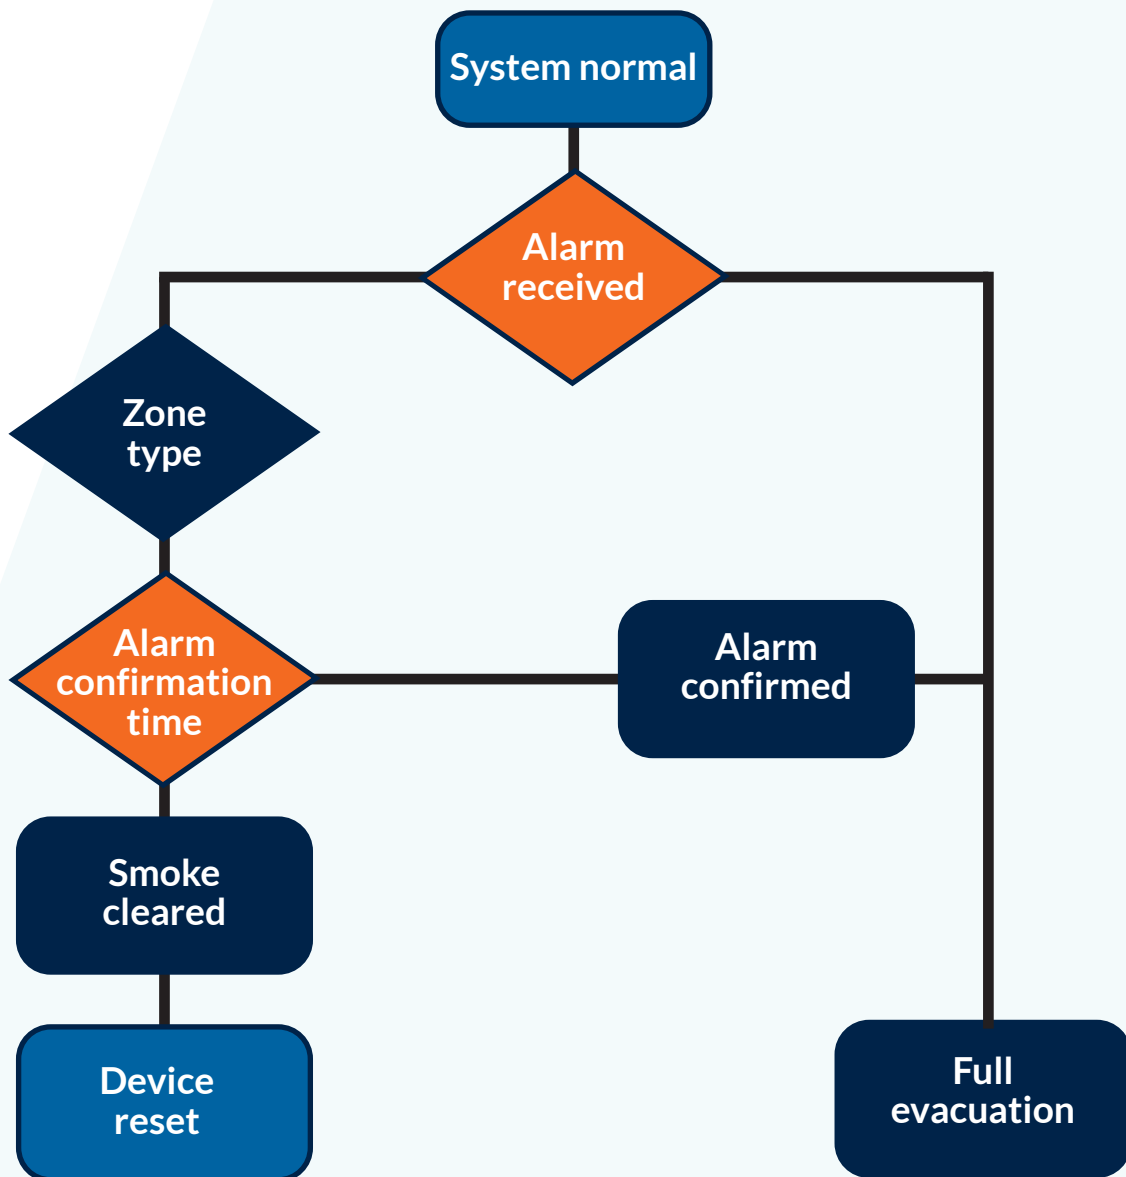 System normal
Alarm
received
Zone
type
Alarm
confirmation
time
Alarm
confirmed
Smoke
cleared
Device
reset
Full
evacuation